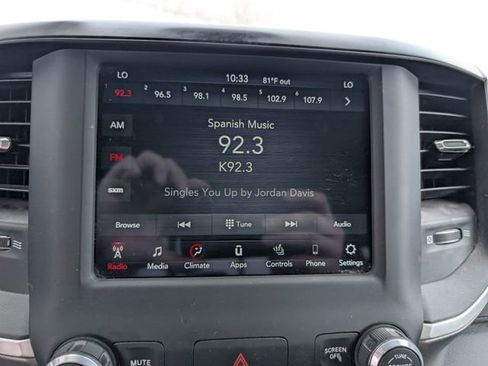 LO 10:33 81°F out LO
1 92.3 2 96.5 3 98.1 4 98.5 5 102.9 6 107.9
AM
Spanish Music
92.3
FM
K92.3
sxm
Singles You Up by Jordan Davis
Browse Tune Audio
Radio Media Climate Apps Controls Phone Settings
MUTE
SCREEN
OFF
TUNE